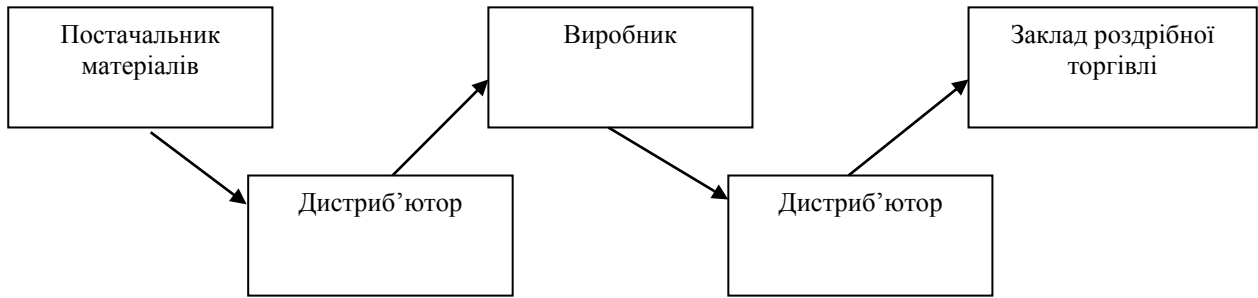 Постачальник
матеріалів
Виробник
Заклад роздрібної
торгівлі
Дистриб’ютор
Дистриб’ютор